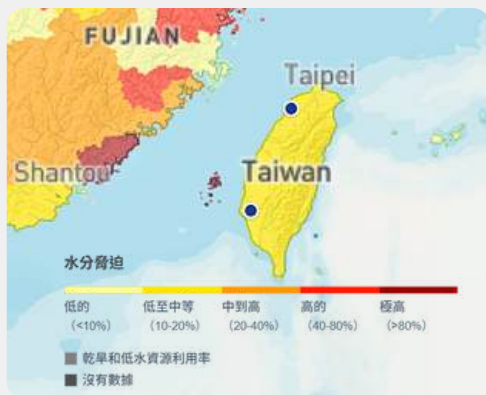 FUJIAN
Taipei
Shantou
Taiwan
水分脅迫
低的 低至中等 中到高 高的 極高
(<10%) (10-20%) (20-40%) (40-80%) (>80%)
乾旱和低水資源利用率
沒有數據